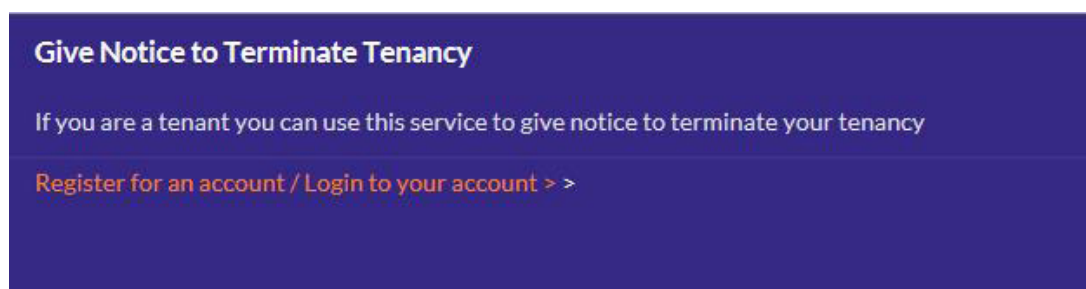 Give Notice to Terminate Tenancy
If you are a tenant you can use this service to give notice to terminate your tenancy
Register for an account / Login to your account > >